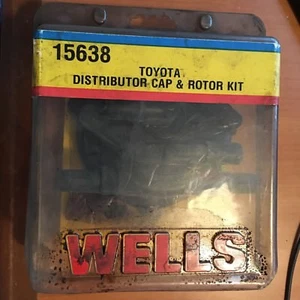 15638
TOYOTA
DISTRIBUTOR CAP & ROTOR KIT
WELLS